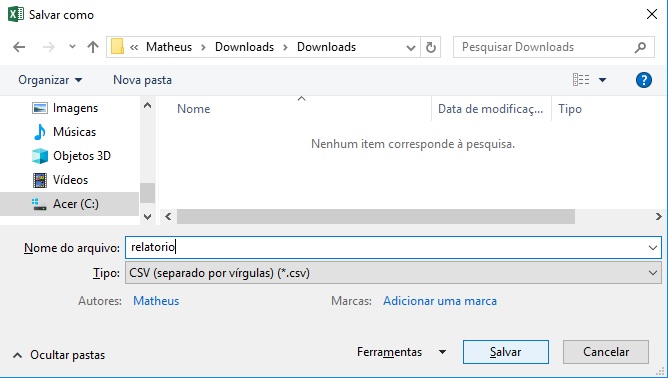 Salvar como
« Matheus > Downloads > Downloads
Pesquisar Downloads
Organizar
Nova pasta
Imagens
Músicas
Objetos 3D
Vídeos
Acer (C:)
Nome
Data de modificaç...
Tipo
Nenhum item corresponde à pesquisa.
Nome do arquivo: relatorio
Tipo: CSV (separado por vírgulas) (*.csv)
Autores: Matheus
Marcas: Adicionar uma marca
Ocultar pastas
Ferramentas
Salvar
Cancelar